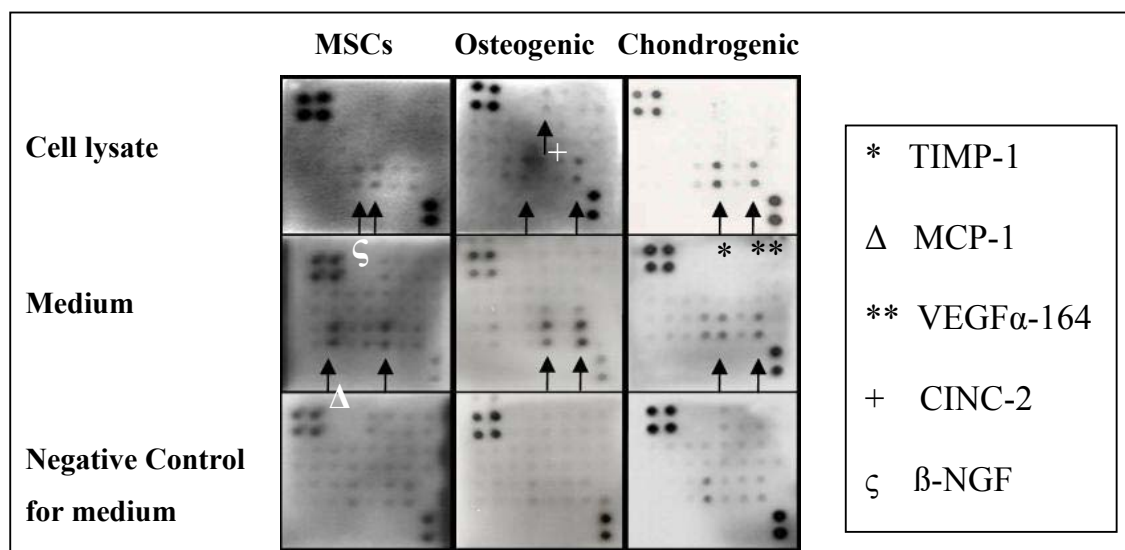 MSCs Osteogenic Chondrogenic
Cell lysate
+
Medium
ς * **
Δ
Negative Control
for medium
* TIMP-1
Δ MCP-1
** VEGFα-164
+ CINC-2
ς ß-NGF